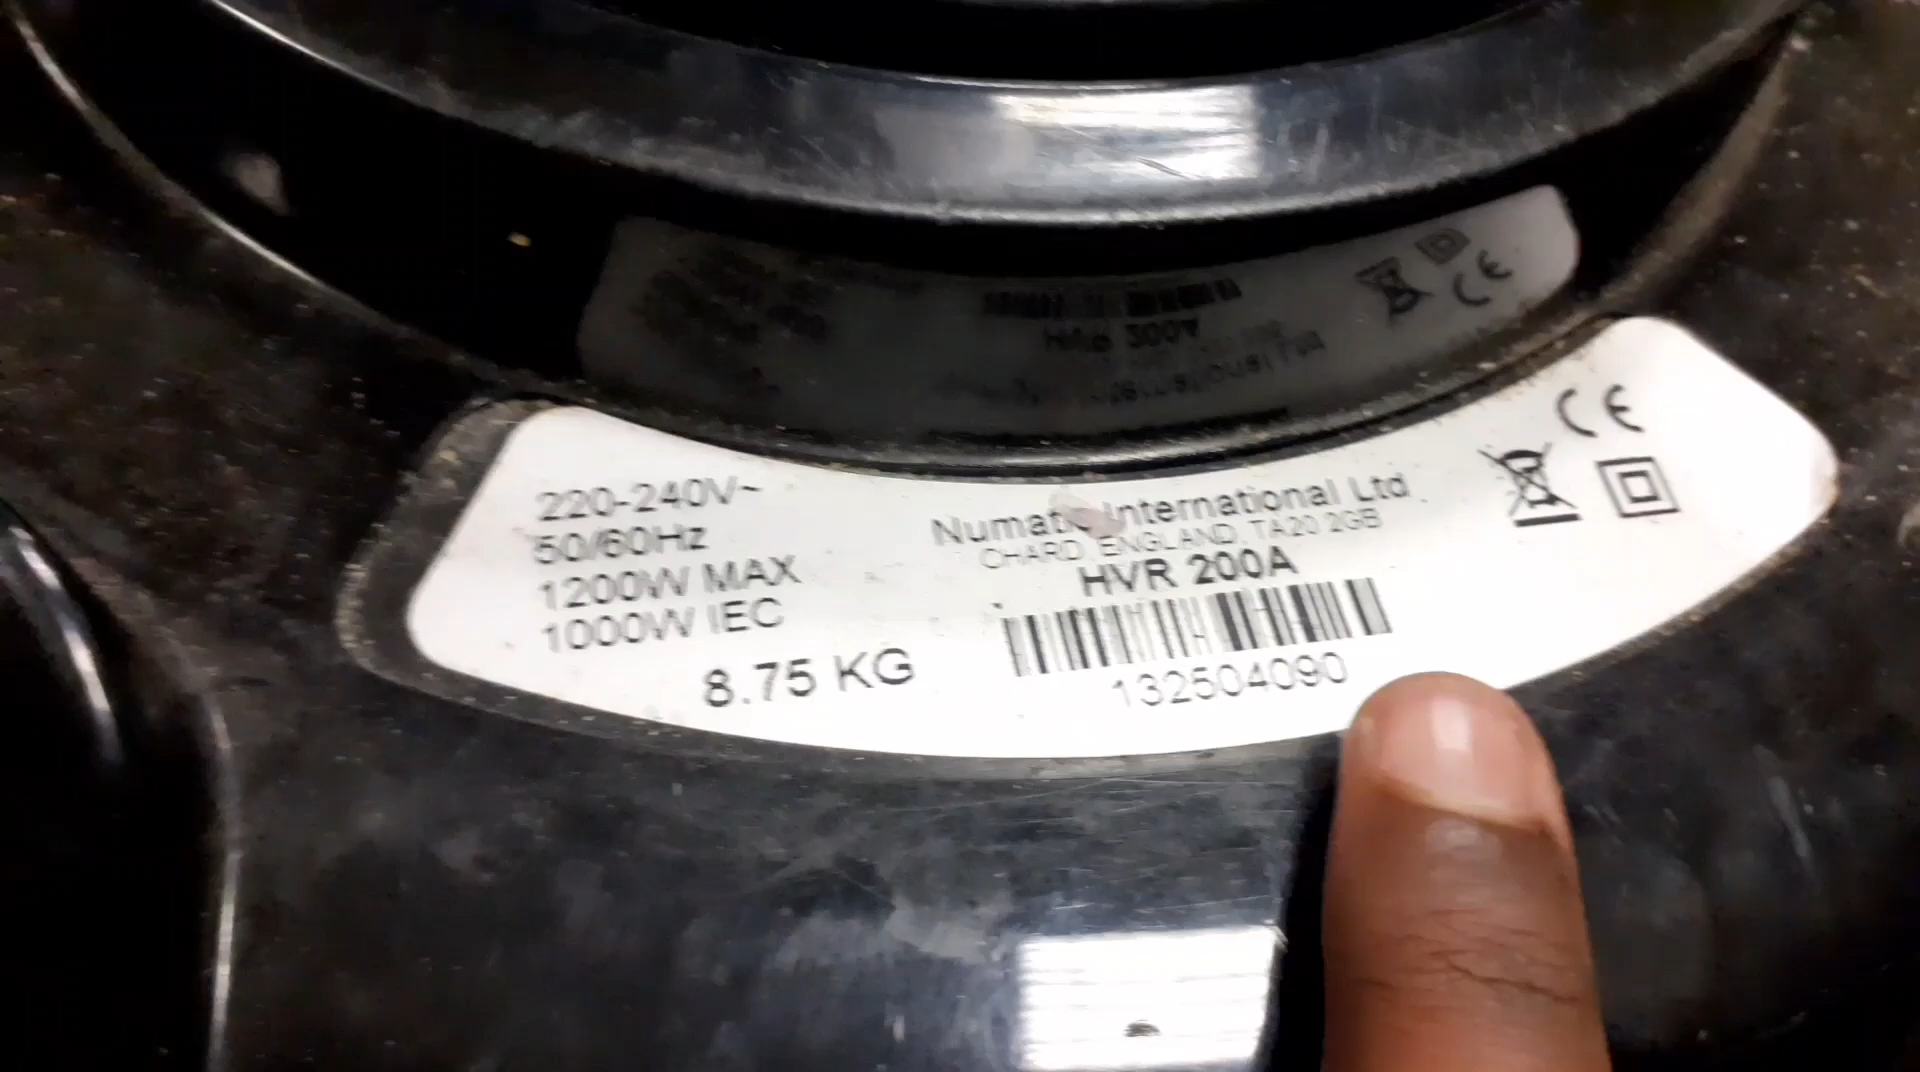 220-240V~
50/60Hz
1200W MAX
1000W IEC
8.75 KG
Numatic International Ltd
CHARD, ENGLAND, TA20 2GB
HVR 200A
132504090
CE